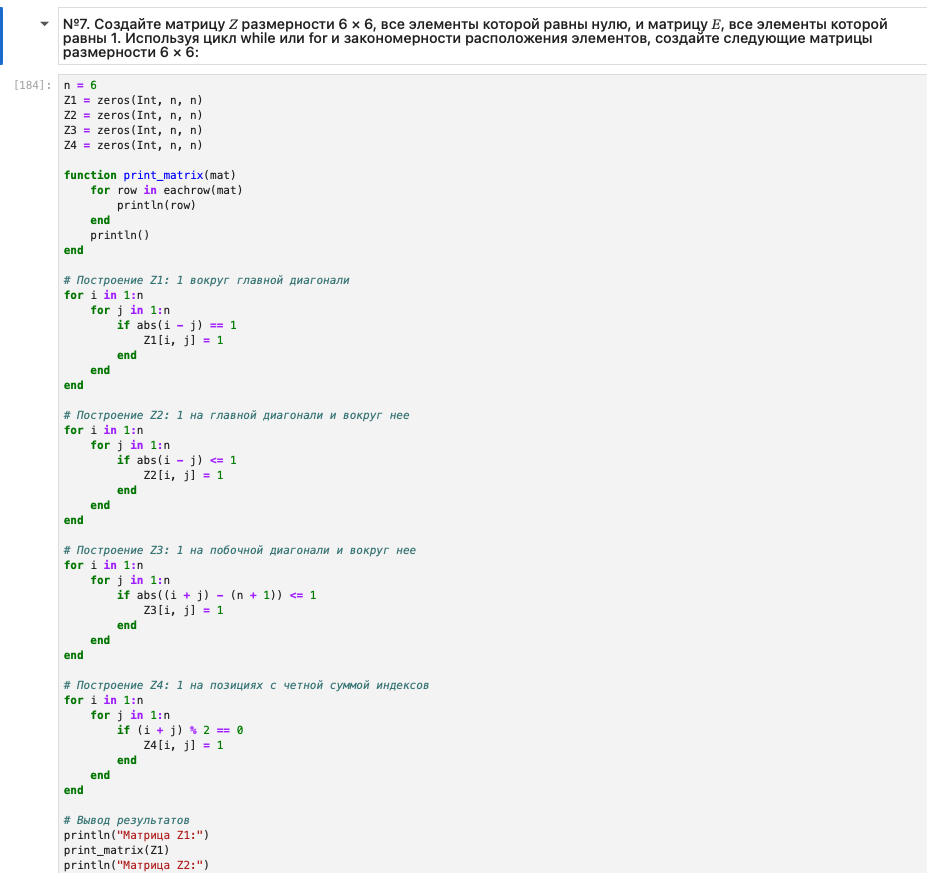 №7. Создайте матрицу Z размерности 6 × 6, все элементы которой равны нулю, и матрицу E, все элементы которой
равны 1. Используя цикл while или for и закономерности расположения элементов, создайте следующие матрицы
размерности 6 × 6:
[184]: n = 6
Z1 = zeros(Int, n, n)
Z2 = zeros(Int, n, n)
Z3 = zeros(Int, n, n)
Z4 = zeros(Int, n, n)
function print_matrix(mat)
    for row in eachrow(mat)
        println(row)
    end
    println()
end
# Построение Z1: 1 вокруг главной диагонали
for i in 1:n
    for j in 1:n
        if abs(i - j) == 1
            Z1[i, j] = 1
        end
    end
end
# Построение Z2: 1 на главной диагонали и вокруг нее
for i in 1:n
    for j in 1:n
        if abs(i - j) <= 1
            Z2[i, j] = 1
        end
    end
end
# Построение Z3: 1 на побочной диагонали и вокруг нее
for i in 1:n
    for j in 1:n
        if abs((i + j) - (n + 1)) <= 1
            Z3[i, j] = 1
        end
    end
end
# Построение Z4: 1 на позициях с четной суммой индексов
for i in 1:n
    for j in 1:n
        if (i + j) % 2 == 0
            Z4[i, j] = 1
        end
    end
end
# Вывод результатов
println("Матрица Z1:")
print_matrix(Z1)
println("Матрица Z2:")